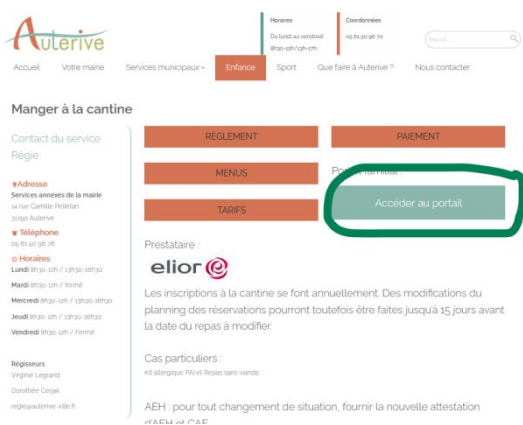 Auterive
Horaires
Du lundi au vendredi
8h30-12h/13h-17h
Coordonnées
05 61 50 96 70
Search ...
Accueil
Votre mairie
Services municipaux
Enfance
Sport
Que faire à Auterive ?
Nous contacter
Manger à la cantine
Contact du service
Régie
Adresse
Services annexes de la mairie
14 rue Camille Pelletan
31190 Auterive
Téléphone
05 61 50 96 76
Horaires
Lundi 8h30-12h / 13h30-16h30
Mardi 8h30-12h / fermé
Mercredi 8h30-12h / 13h30-16h30
Jeudi 8h30-12h / 13h30-16h30
Vendredi 8h30-12h / Fermé
Régisseurs
Virginie Legrand
Dorothée Cerjak
regie@auterive-ville.fr
RÈGLEMENT
PAIEMENT
MENUS
Portail familial :
TARIFS
Accéder au portail
Prestataire :
elior
Les inscriptions à la cantine se font annuellement. Des modifications du
planning des réservations pourront toutefois être faites jusqu'à 15 jours avant
la date du repas à modifier.
Cas particuliers :
Kit allergique PAI et Repas sans viande.
AEH : pour tout changement de situation, fournir la nouvelle attestation
d'AEH et CAF